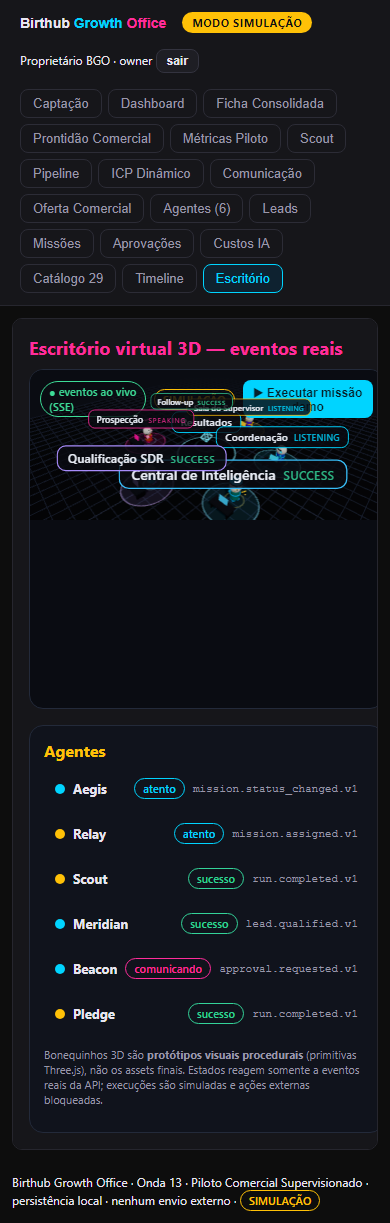 Birthub Growth Office MODO SIMULAÇÃO
Proprietário BGO · owner sair
Captação Dashboard Ficha Consolidada
Prontidão Comercial Métricas Piloto Scout
Pipeline ICP Dinâmico Comunicação
Oferta Comercial Agentes (6) Leads
Missões Aprovações Custos IA
Catálogo 29 Timeline Escritório
Escritório virtual 3D — eventos reais
● eventos ao vivo
(SSE)
▶ Executar missão
Follow-up SUCCESS
Supervisor LISTENING
Prospecção SPEAKING
Coordenação LISTENING
Qualificação SDR SUCCESS
Central de Inteligência SUCCESS
Agentes
Aegis atento mission.status_changed.v1
Relay atento mission.assigned.v1
Scout sucesso run.completed.v1
Meridian sucesso lead.qualified.v1
Beacon comunicando approval.requested.v1
Pledge sucesso run.completed.v1
Bonequinhos 3D são protótipos visuais procedurais (primitivas
Three.js), não os assets finais. Estados reagem somente a eventos
reais da API; execuções são simuladas e ações externas
bloqueadas.
Birthub Growth Office · Onda 13 · Piloto Comercial Supervisionado ·
persistência local · nenhum envio externo · SIMULAÇÃO